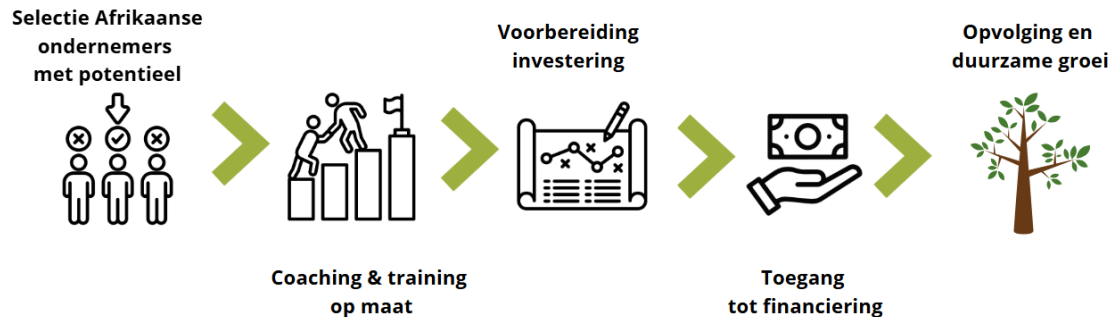 Selectie Afrikaanse
ondernemers
met potentieel
Coaching & training
op maat
Voorbereiding
investering
Toegang
tot financiering
Opvolging en
duurzame groei